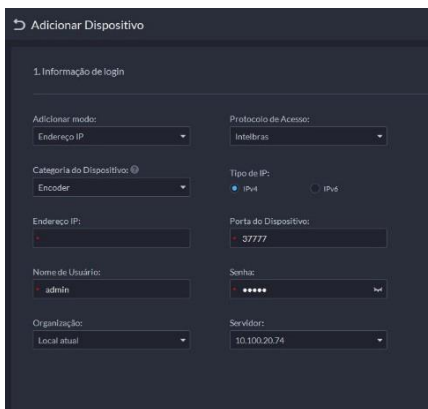 Adicionar Dispositivo
1. Informação de login
Adicionar modo: Protocolo de Acesso:
Endereço IP Intelbras
Categoria do Dispositivo: Tipo de IP:
Encoder IPv4 IPv6
Endereço IP: Porta do Dispositivo:
* * 37777
Nome de Usuário: Senha:
* admin * •••••
Organização: Servidor:
Local atual 10.100.20.74